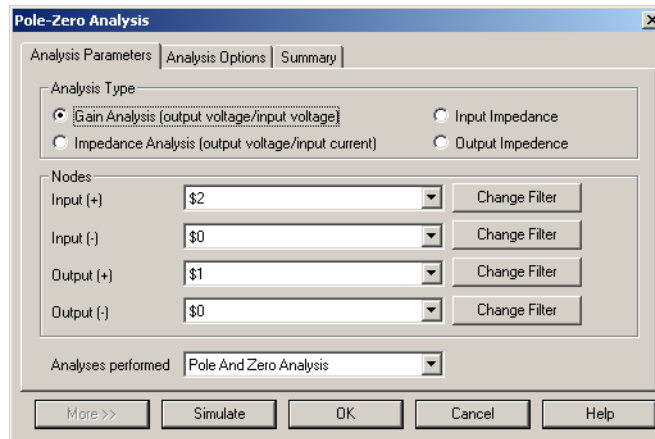 Pole-Zero Analysis
Analysis Parameters Analysis Options Summary
Analysis Type
Gain Analysis (output voltage/input voltage) Input Impedance
Impedance Analysis (output voltage/input current) Output Impedence
Nodes
Input (+) $2 Change Filter
Input (-) $0 Change Filter
Output (+) $1 Change Filter
Output (-) $0 Change Filter
Analyses performed Pole And Zero Analysis
More >> Simulate OK Cancel Help